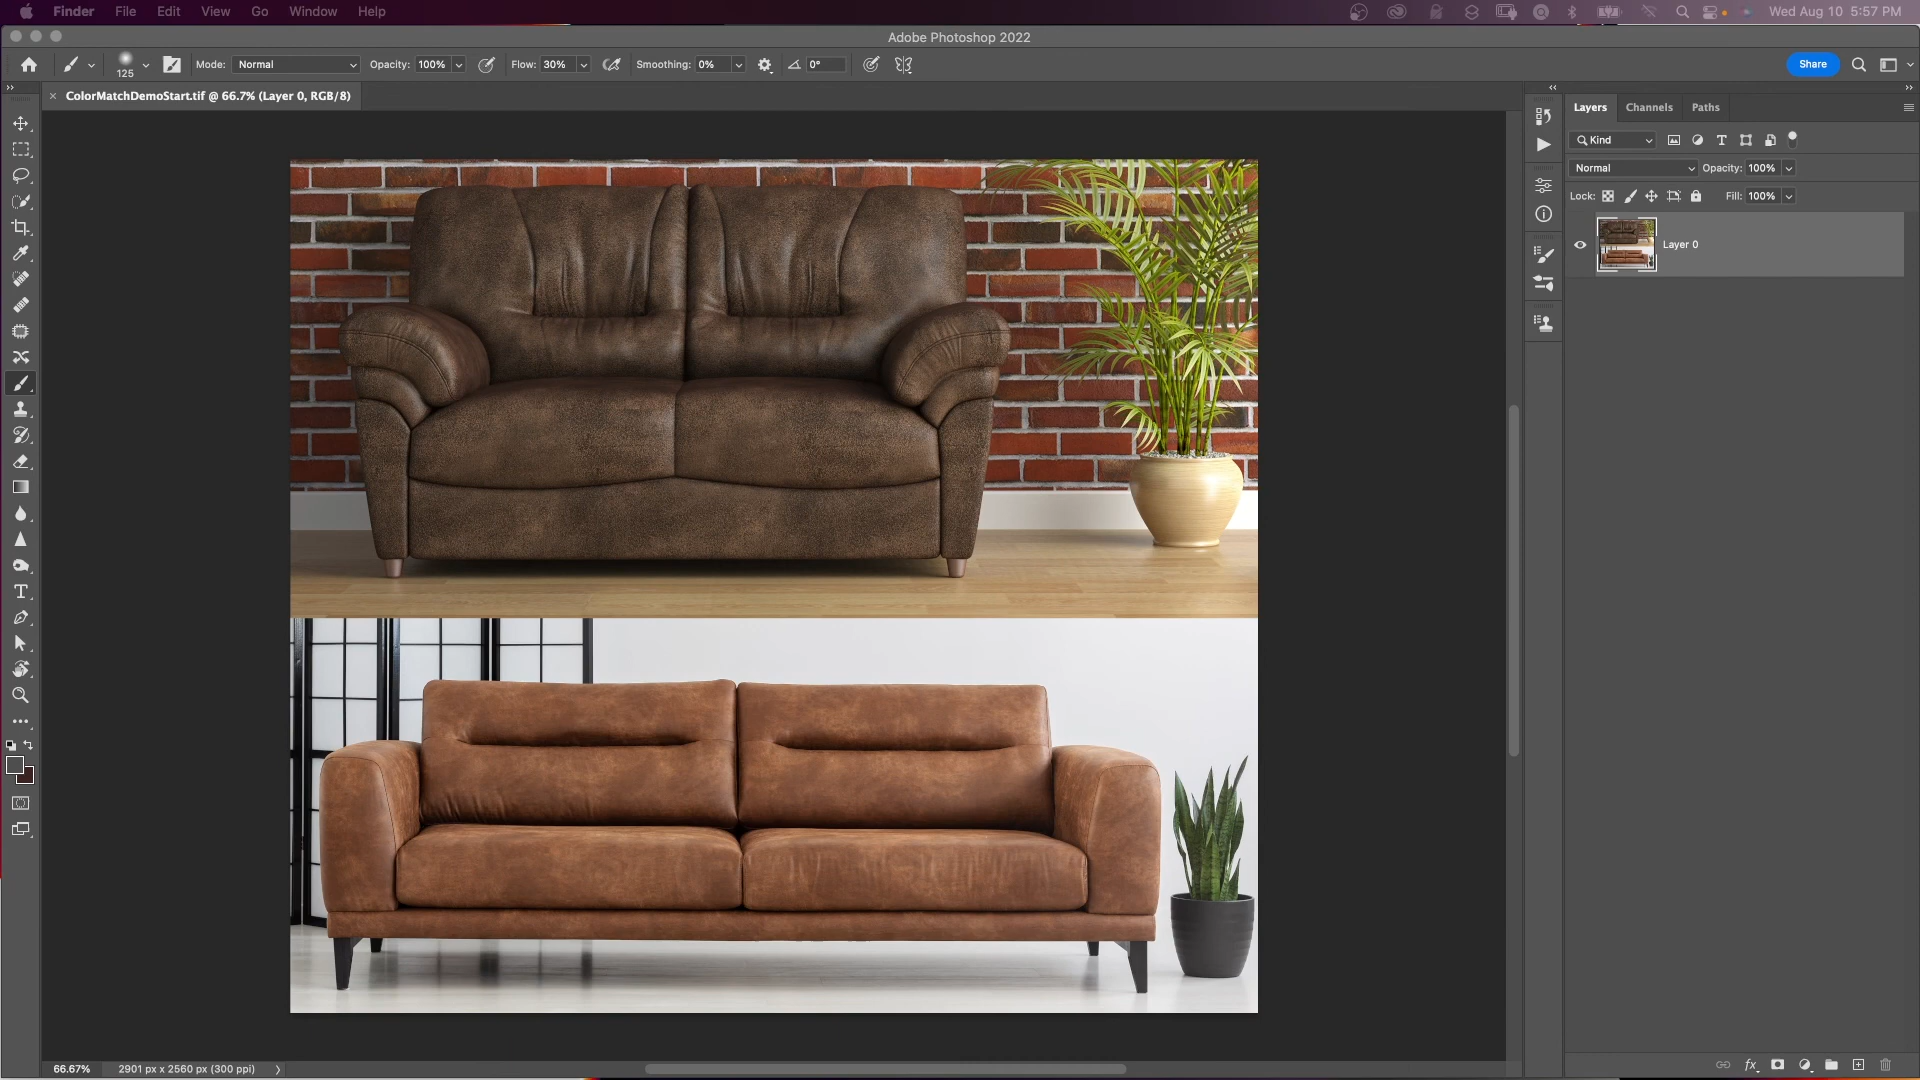 Finder File Edit View Go Window Help Wed Aug 10 5:57 PM
Adobe Photoshop 2022
125 Mode: Normal Opacity: 100% Flow: 30% Smoothing: 0% 0° Share
ColorMatchDemoStart.tif @ 66.7% (Layer 0, RGB/8)
Layers Channels Paths
Kind
Normal Opacity: 100%
Lock: Fill: 100%
Layer 0
66.67% 2901 px x 2560 px (300 ppi)
fx